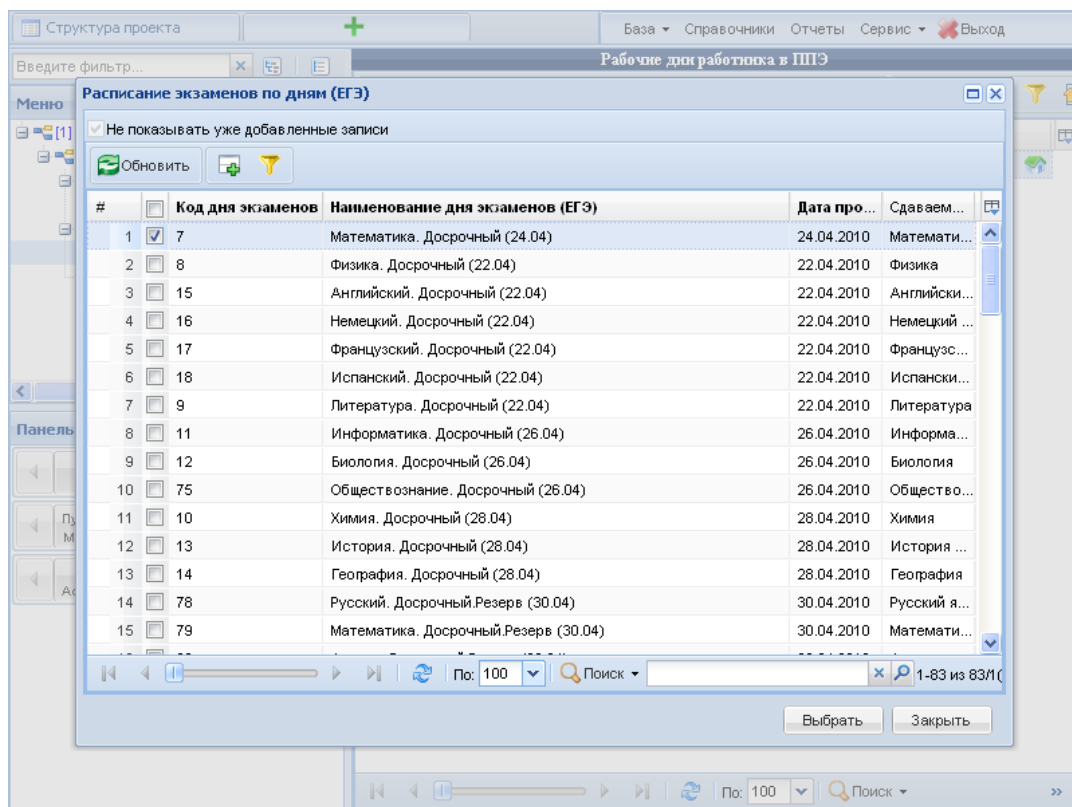 Структура проекта
База Справочники Отчеты Сервис Выход
Введите фильтр...
Рабочие дни работника в ППЭ
Меню
[1]
Панель
Расписание экзаменов по дням (ЕГЭ)
Не показывать уже добавленные записи
Обновить
# Код дня экзаменов Наименование дня экзаменов (ЕГЭ) Дата про... Сдаваем...
1 7 Математика. Досрочный (24.04) 24.04.2010 Математи...
2 8 Физика. Досрочный (22.04) 22.04.2010 Физика
3 15 Английский. Досрочный (22.04) 22.04.2010 Английски...
4 16 Немецкий. Досрочный (22.04) 22.04.2010 Немецкий ...
5 17 Французский. Досрочный (22.04) 22.04.2010 Французс...
6 18 Испанский. Досрочный (22.04) 22.04.2010 Испански...
7 9 Литература. Досрочный (22.04) 22.04.2010 Литература
8 11 Информатика. Досрочный (26.04) 26.04.2010 Информа...
9 12 Биология. Досрочный (26.04) 26.04.2010 Биология
10 75 Обществознание. Досрочный (26.04) 26.04.2010 Общество...
11 10 Химия. Досрочный (28.04) 28.04.2010 Химия
12 13 История. Досрочный (28.04) 28.04.2010 История ...
13 14 География. Досрочный (28.04) 28.04.2010 География
14 78 Русский. Досрочный.Резерв (30.04) 30.04.2010 Русский я...
15 79 Математика. Досрочный.Резерв (30.04) 30.04.2010 Математи...
По: 100 Поиск 1-83 из 83/1(
Выбрать Закрыть
По: 100 Поиск »